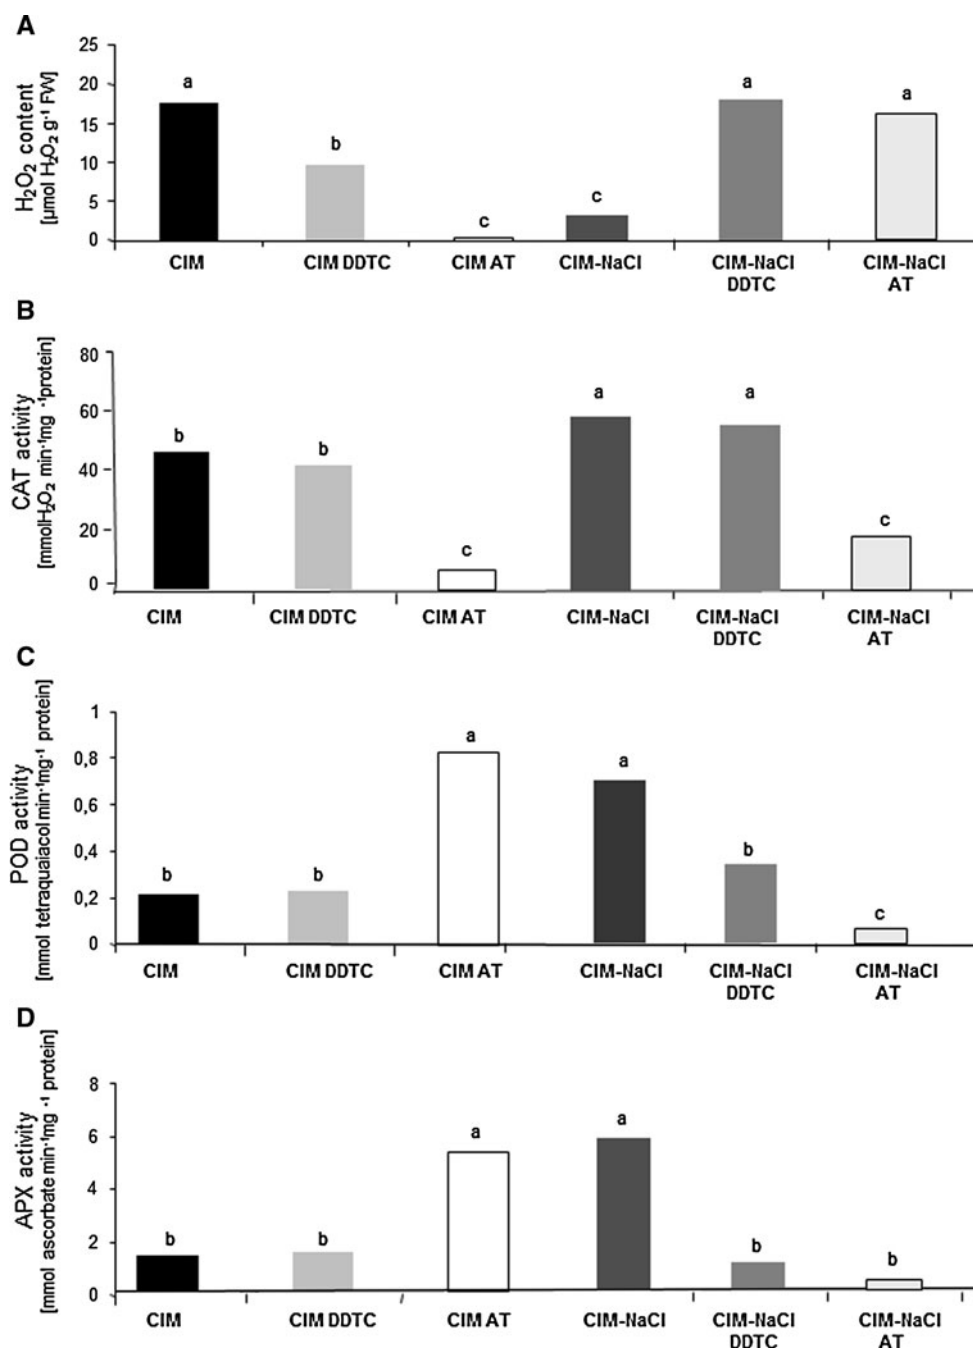 A
H₂O₂ content
[µmol H₂O₂ g⁻¹ FW]
25
20
15
10
5
0
a
b
c
c
a
a
CIM
CIM DDTC
CIM AT
CIM-NaCl
CIM-NaCl
DDTC
CIM-NaCl
AT
B
CAT activity
[mmolH₂O₂ min⁻¹mg ⁻¹protein]
80
60
40
20
0
b
b
c
a
a
c
CIM
CIM DDTC
CIM AT
CIM-NaCl
CIM-NaCl
DDTC
CIM-NaCl
AT
C
POD activity
[mmol tetraquaiacol min⁻¹mg⁻¹ protein]
1
0,8
0,6
0,4
0,2
0
b
b
a
a
b
c
CIM
CIM DDTC
CIM AT
CIM-NaCl
CIM-NaCl
DDTC
CIM-NaCl
AT
D
APX activity
[mmol ascorbate min⁻¹mg ⁻¹ protein]
8
6
4
2
0
b
b
a
a
b
b
CIM
CIM DDTC
CIM AT
CIM-NaCl
CIM-NaCl
DDTC
CIM-NaCl
AT